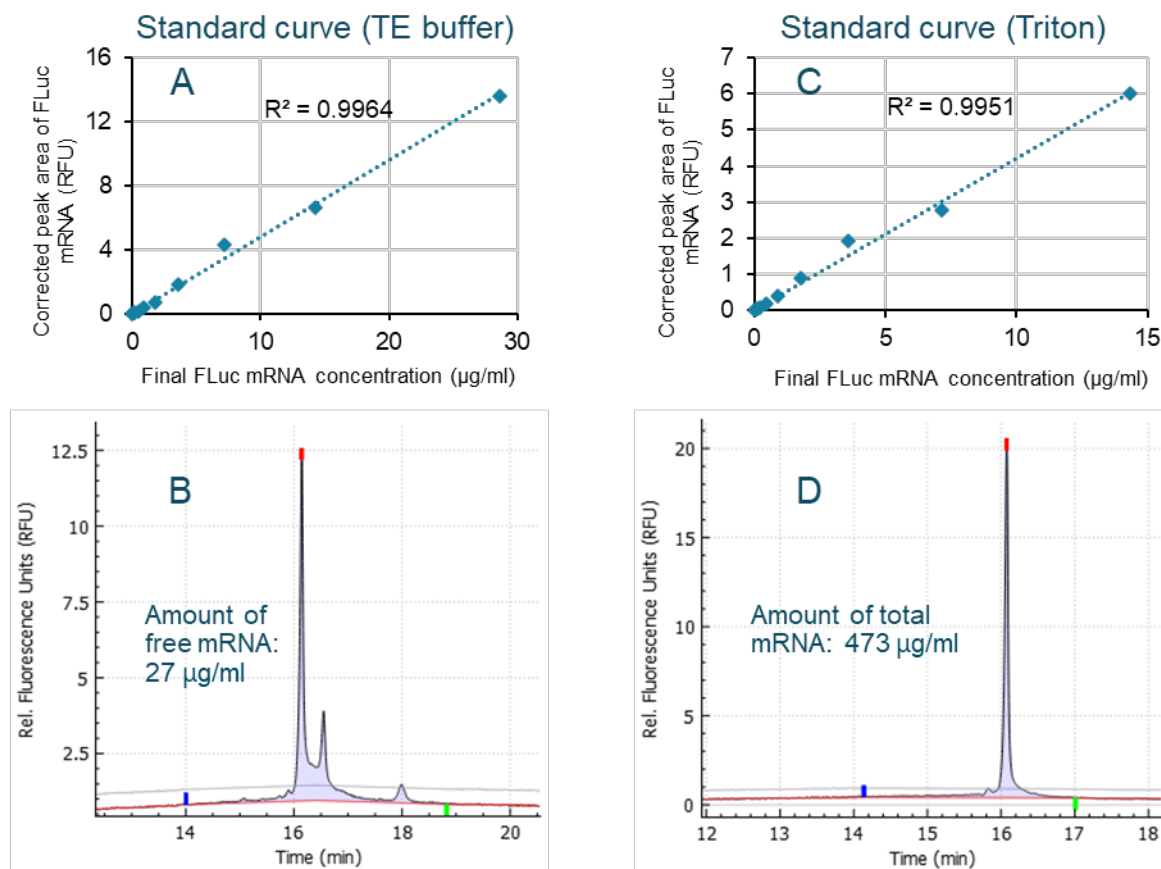 Standard curve (TE buffer)
A
R² = 0.9964
16
12
8
4
0
0 10 20 30
Corrected peak area of FLuc
mRNA (RFU)
Final FLuc mRNA concentration (µg/ml)
Standard curve (Triton)
C
R² = 0.9951
7
6
5
4
3
2
1
0
0 5 10 15
Corrected peak area of FLuc
mRNA (RFU)
Final FLuc mRNA concentration (µg/ml)
B
12.5
10
7.5
5
2.5
Rel. Fluorescence Units (RFU)
Amount of
free mRNA:
27 µg/ml
14 16 18 20
Time (min)
D
20
15
10
5
0
Rel. Fluorescence Units (RFU)
Amount of total
mRNA: 473 µg/ml
12 13 14 15 16 17 18
Time (min)